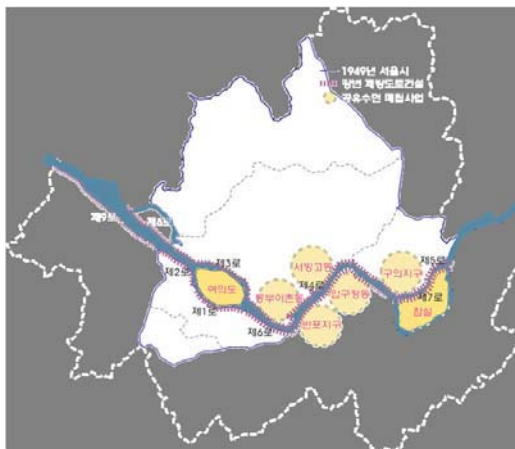 1949년 서울시
강변 제방도로건설
공유수면 매립사업
제9로
제8로
제2로
제3로
여의도
제1로
제6로
동부이촌동
서빙고동
제4로
반포지구
압구정동
구의지구
제5로
제7로
잠실